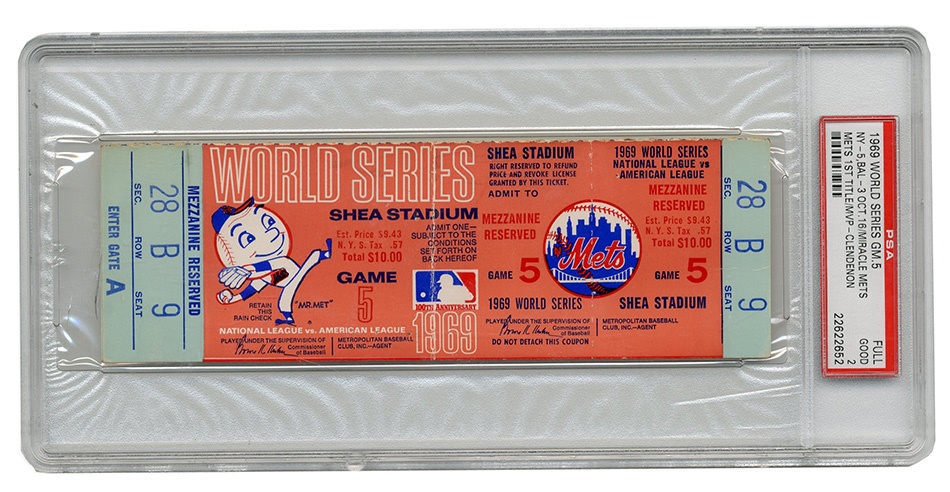 SEC.
28
ROW
B
SEAT
9
ENTER GATE A
MEZZANINE RESERVED
WORLD SERIES
SHEA STADIUM
Est. Price $9.43
N.Y.S. Tax .57
Total $10.00
ADMIT ONE—
SUBJECT TO THE
CONDITIONS
SET FORTH ON
BACK HEREOF
GAME
5
RETAIN
THIS
RAIN CHECK
"MR.MET"
100TH ANNIVERSARY
1969
NATIONAL LEAGUE vs. AMERICAN LEAGUE
PLAYED UNDER THE SUPERVISION OF
Bowie K. Kuhn
Commissioner
of Baseball
METROPOLITAN BASEBALL
CLUB, INC.—AGENT
SHEA STADIUM
RIGHT RESERVED TO REFUND
PRICE AND REVOKE LICENSE
GRANTED BY THIS TICKET.
ADMIT TO
MEZZANINE
RESERVED
GAME 5
1969 WORLD SERIES
PLAYED UNDER THE SUPERVISION OF
Bowie K. Kuhn
Commissioner
of Baseball
Mets
1969 WORLD SERIES
NATIONAL LEAGUE vs
AMERICAN LEAGUE
MEZZANINE
RESERVED
Est. Price $9.43
N.Y.S. Tax .57
Total $10.00
GAME 5
SHEA STADIUM
METROPOLITAN BASEBALL
CLUB, INC.—AGENT
DO NOT DETACH THIS COUPON
SEC.
28
ROW
B
SEAT
9
PSA
1969 WORLD SERIES GM.5 FULL
NY-5,BAL-3 OCT.16/MIRACLE METS GOOD
METS 1ST TITLE/MVP-CLENDENON 2
22622652